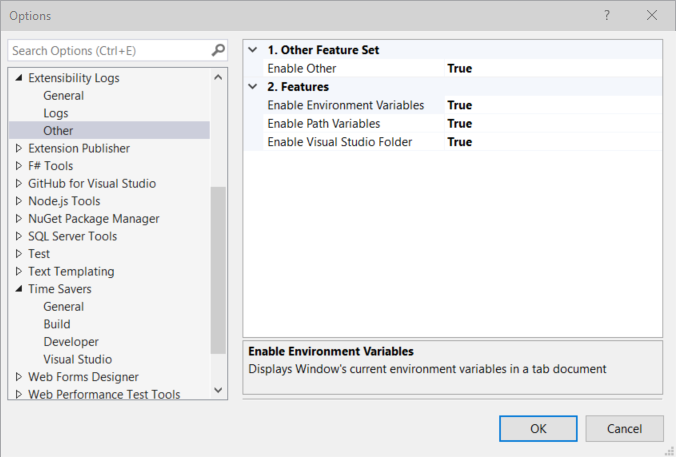 Options
?
Search Options (Ctrl+E)
Extensibility Logs
General
Logs
Other
Extension Publisher
F# Tools
GitHub for Visual Studio
Node.js Tools
NuGet Package Manager
SQL Server Tools
Test
Text Templating
Time Savers
General
Build
Developer
Visual Studio
Web Forms Designer
Web Performance Test Tools
1. Other Feature Set
Enable Other True
2. Features
Enable Environment Variables True
Enable Path Variables True
Enable Visual Studio Folder True
Enable Environment Variables
Displays Window's current environment variables in a tab document
OK Cancel